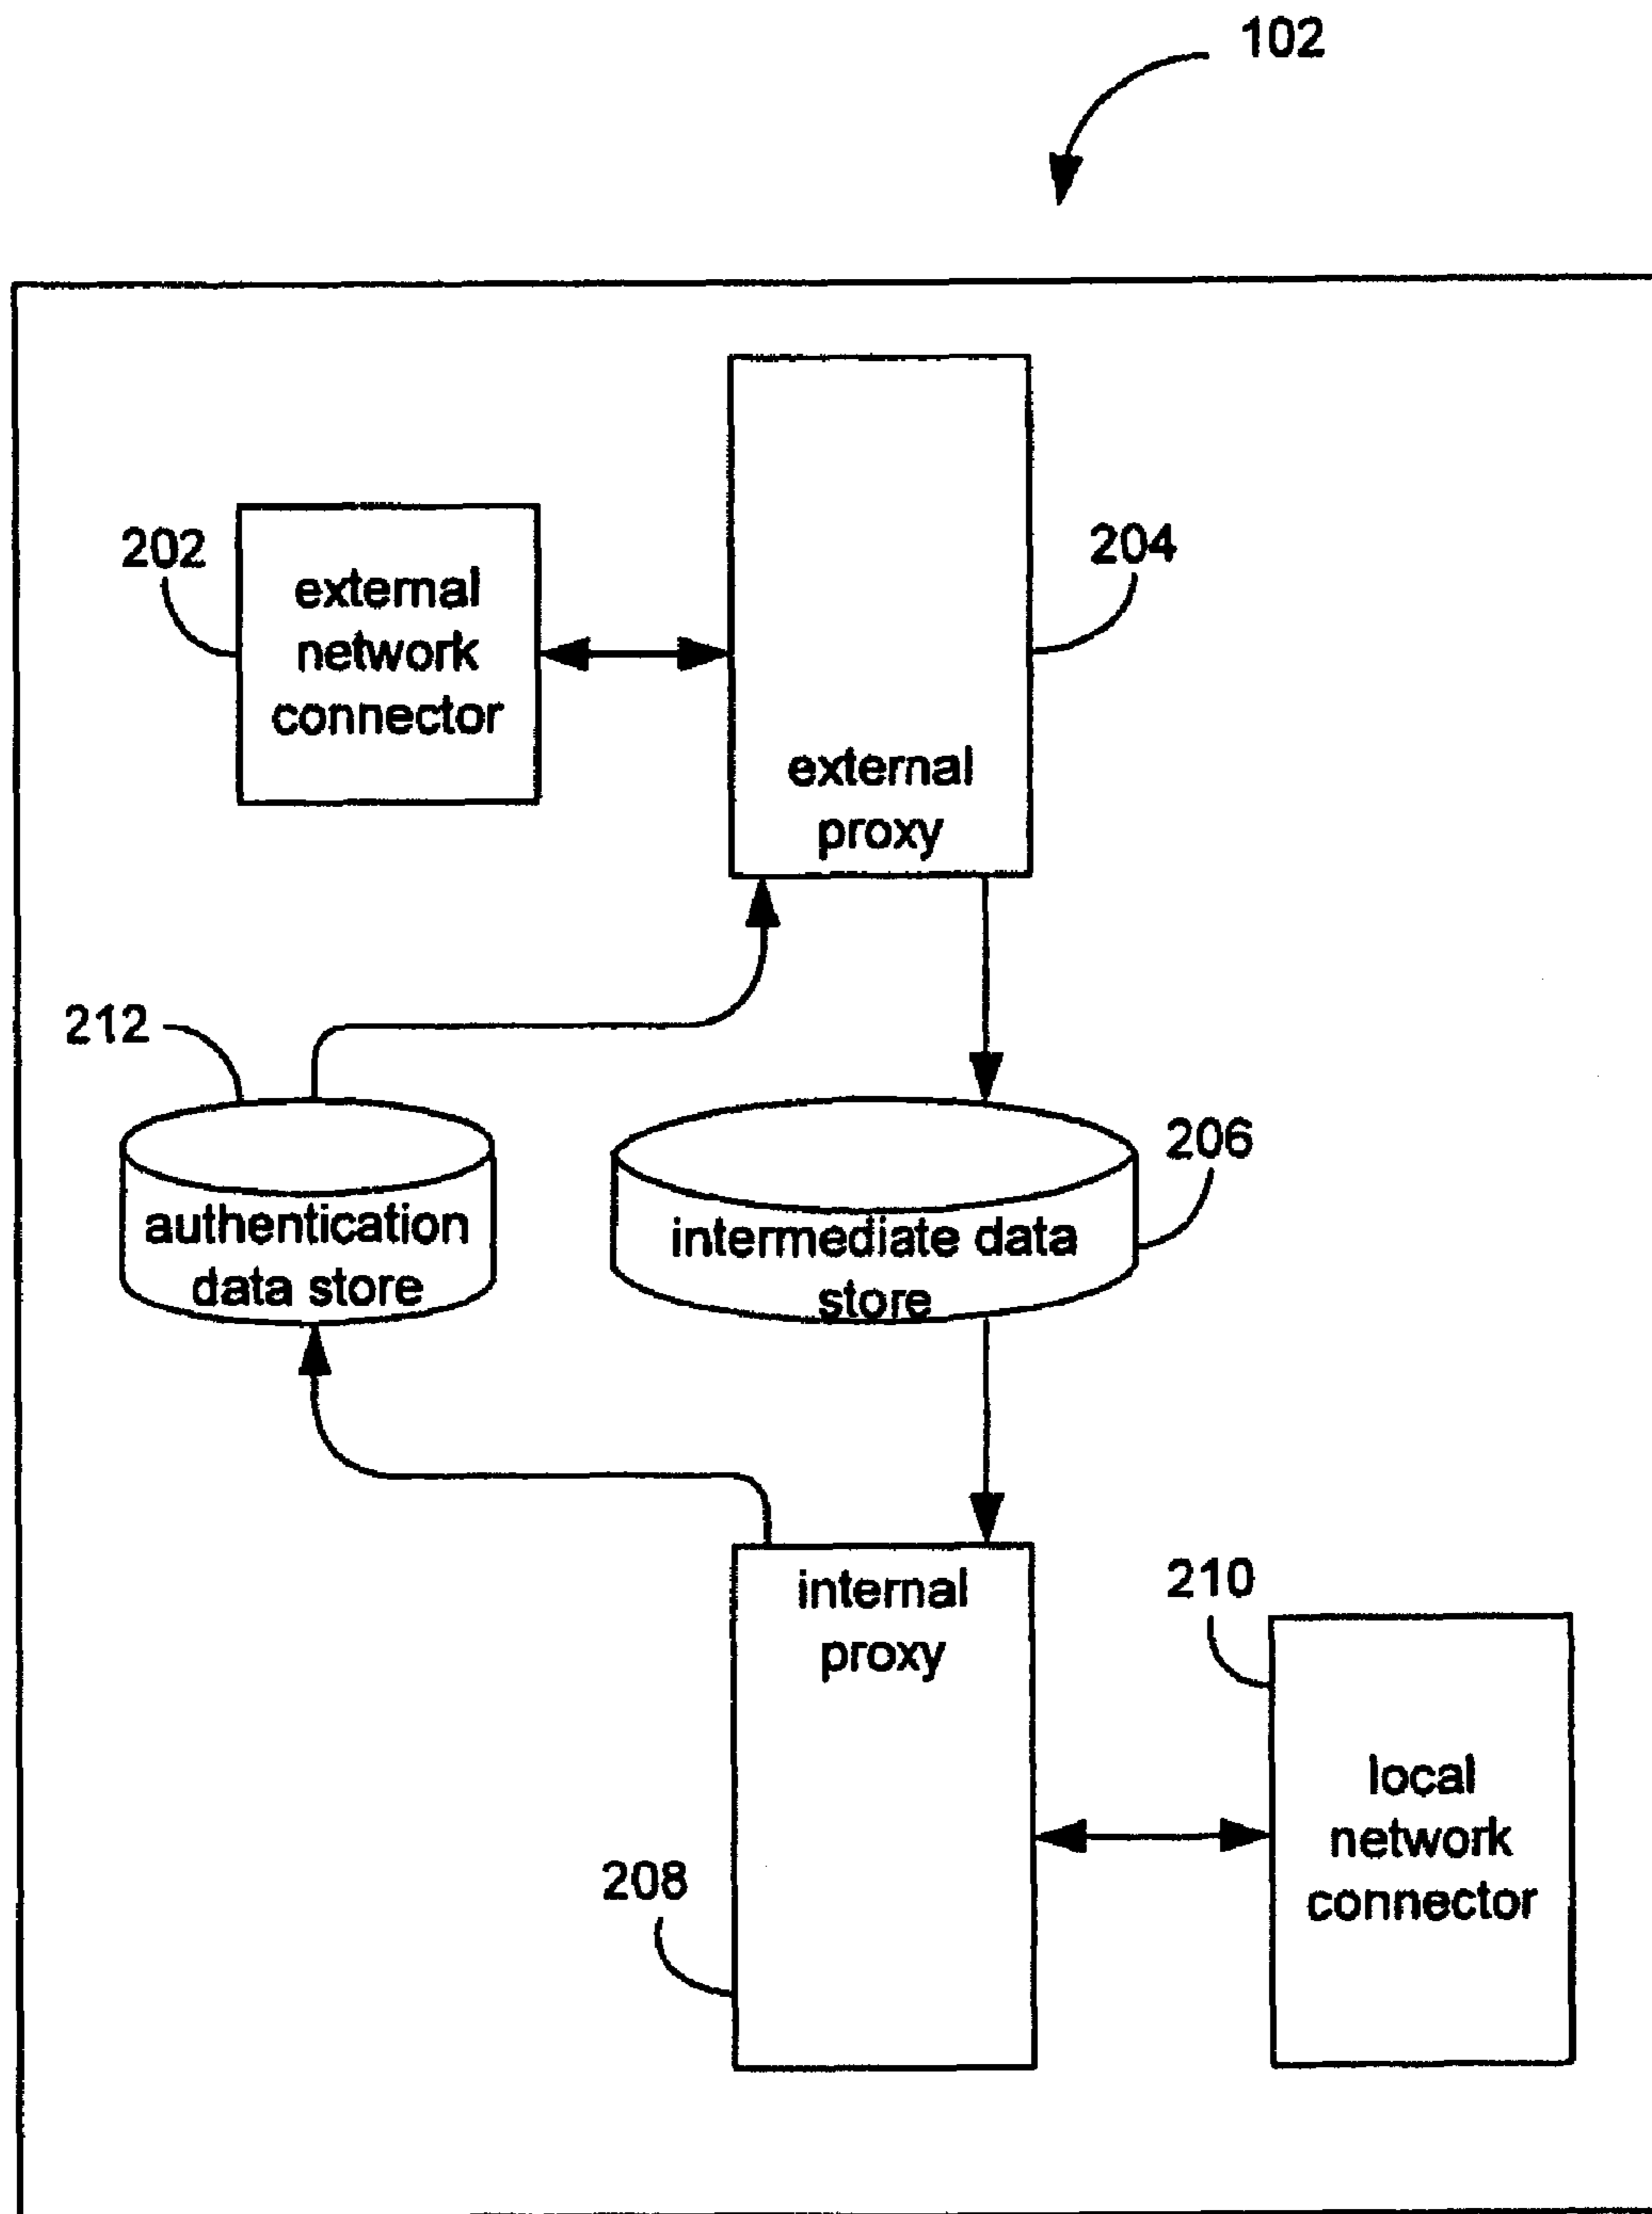 102
202
external
network
connector
204
external
proxy
212
authentication
data store
206
intermediate data
store
internal
proxy
210
local
network
connector
208